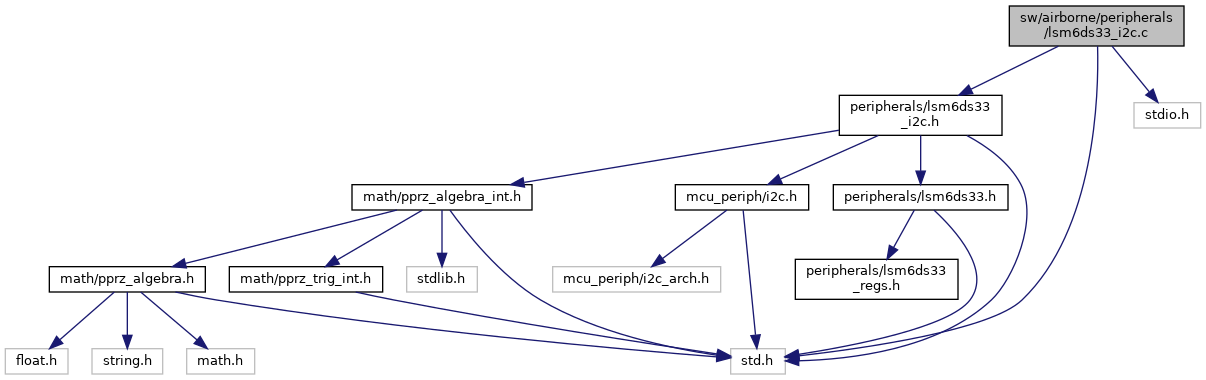 sw/airborne/peripherals
/lsm6ds33_i2c.c
peripherals/lsm6ds33
_i2c.h
stdio.h
math/pprz_algebra_int.h
mcu_periph/i2c.h
peripherals/lsm6ds33.h
math/pprz_algebra.h
math/pprz_trig_int.h
stdlib.h
mcu_periph/i2c_arch.h
peripherals/lsm6ds33
_regs.h
float.h
string.h
math.h
std.h